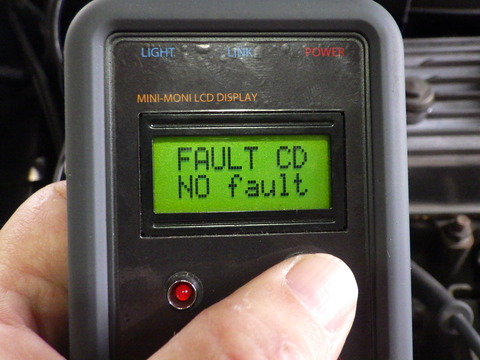 LIGHT LINK POWER
MINI-MONI LCD DISPLAY
FAULT CD
NO fault